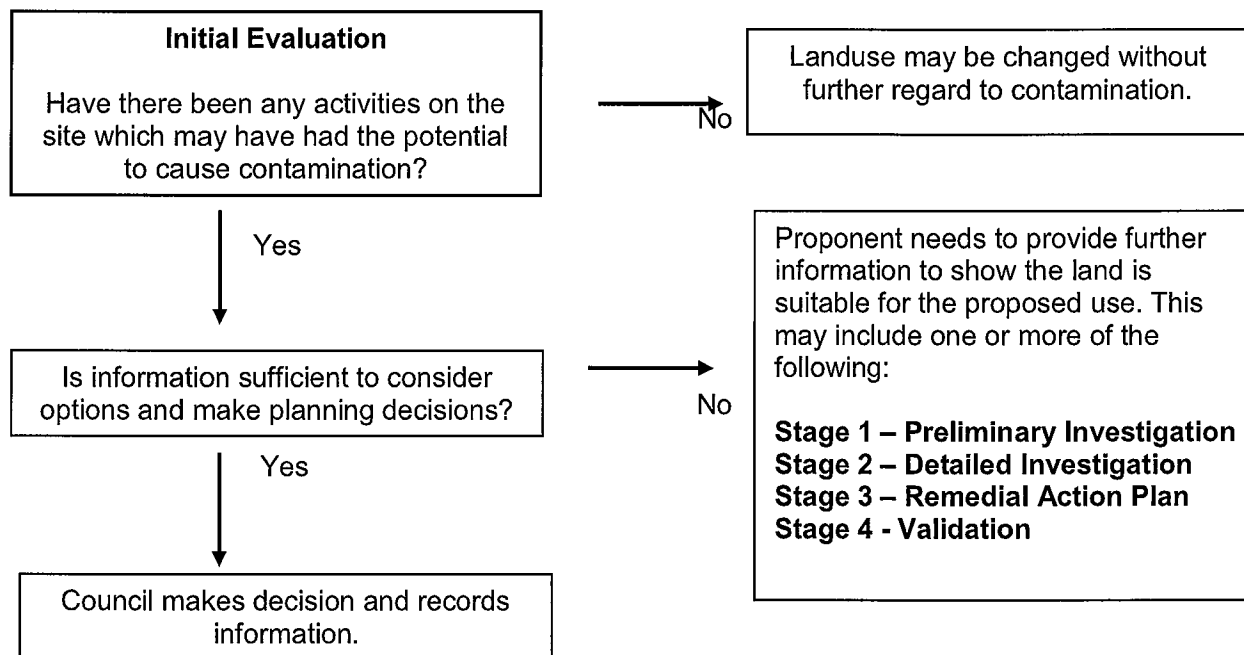 Initial Evaluation
Have there been any activities on the
site which may have had the potential
to cause contamination?
No
Landuse may be changed without
further regard to contamination.
Yes
Is information sufficient to consider
options and make planning decisions?
No
Proponent needs to provide further
information to show the land is
suitable for the proposed use. This
may include one or more of the
following:
Stage 1 – Preliminary Investigation
Stage 2 – Detailed Investigation
Stage 3 – Remedial Action Plan
Stage 4 - Validation
Yes
Council makes decision and records
information.